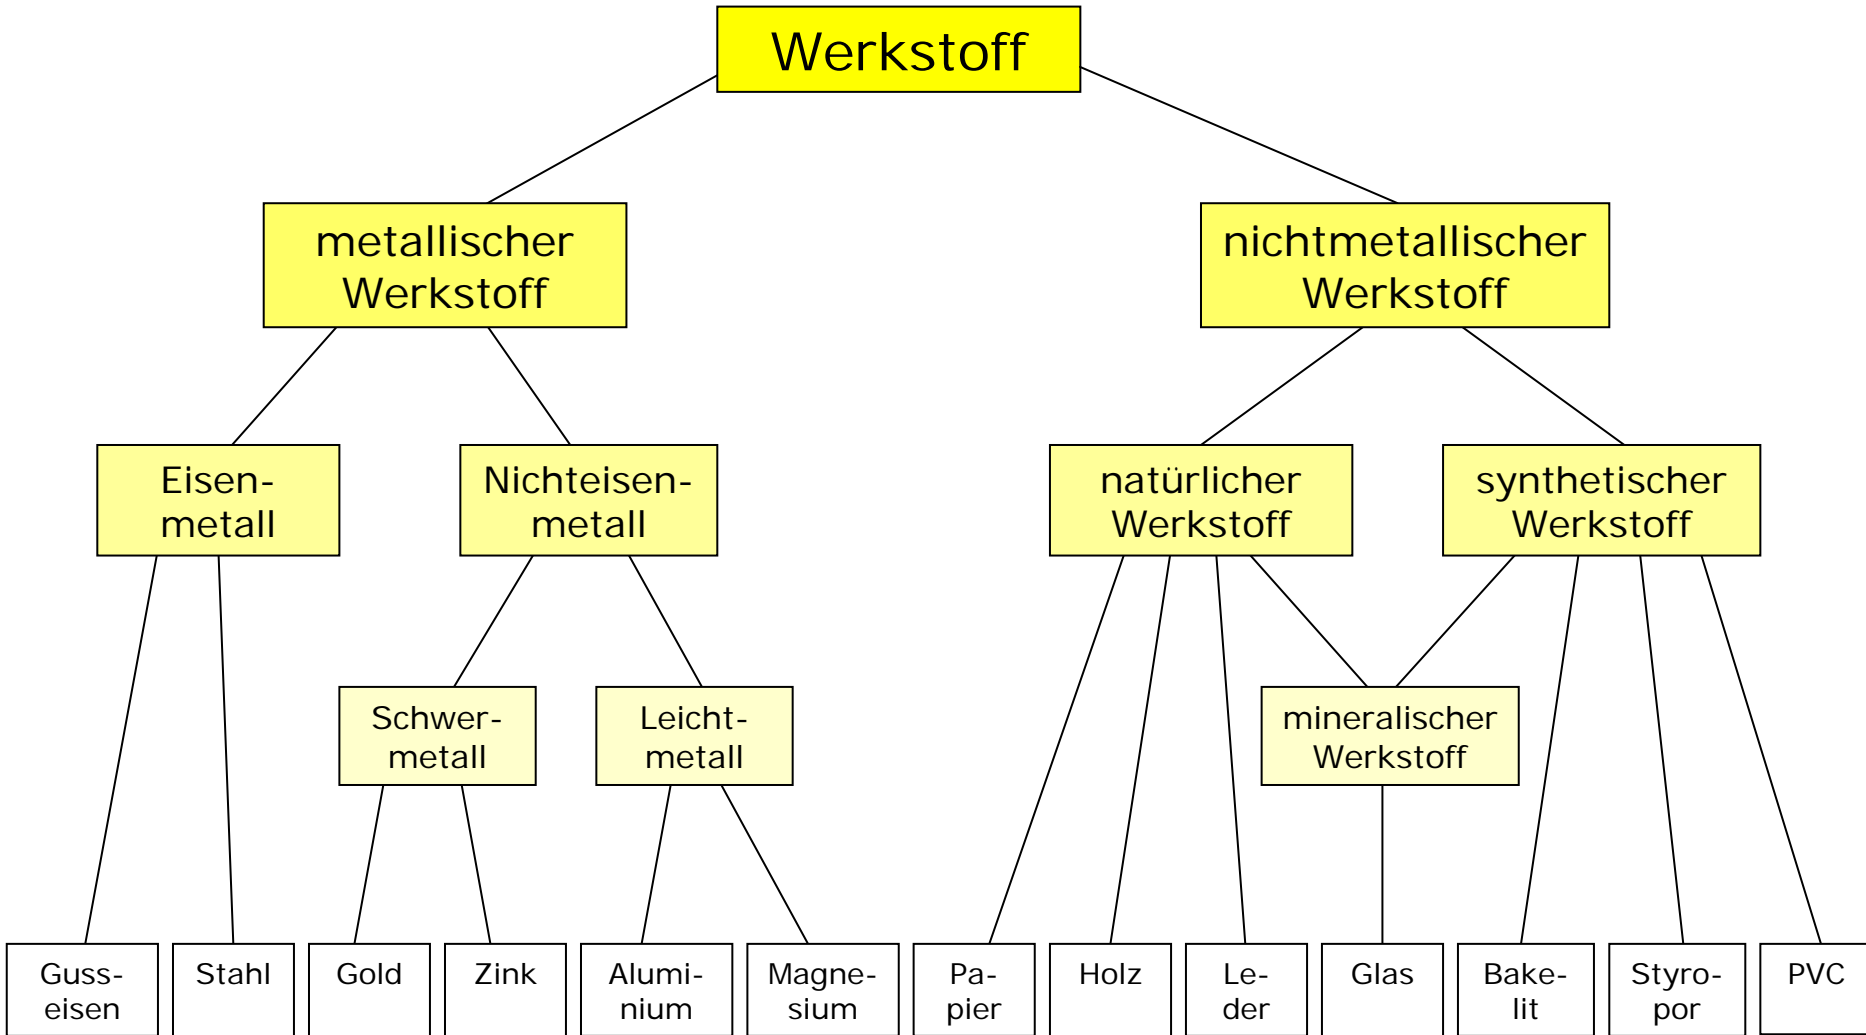 Werkstoff
metallischer
Werkstoff
nichtmetallischer
Werkstoff
Eisen-
metall
Nichteisen-
metall
natürlicher
Werkstoff
synthetischer
Werkstoff
Schwer-
metall
Leicht-
metall
mineralischer
Werkstoff
Guss-
eisen
Stahl
Gold
Zink
Alumi-
nium
Magne-
sium
Pa-
pier
Holz
Le-
der
Glas
Bake-
lit
Styro-
por
PVC